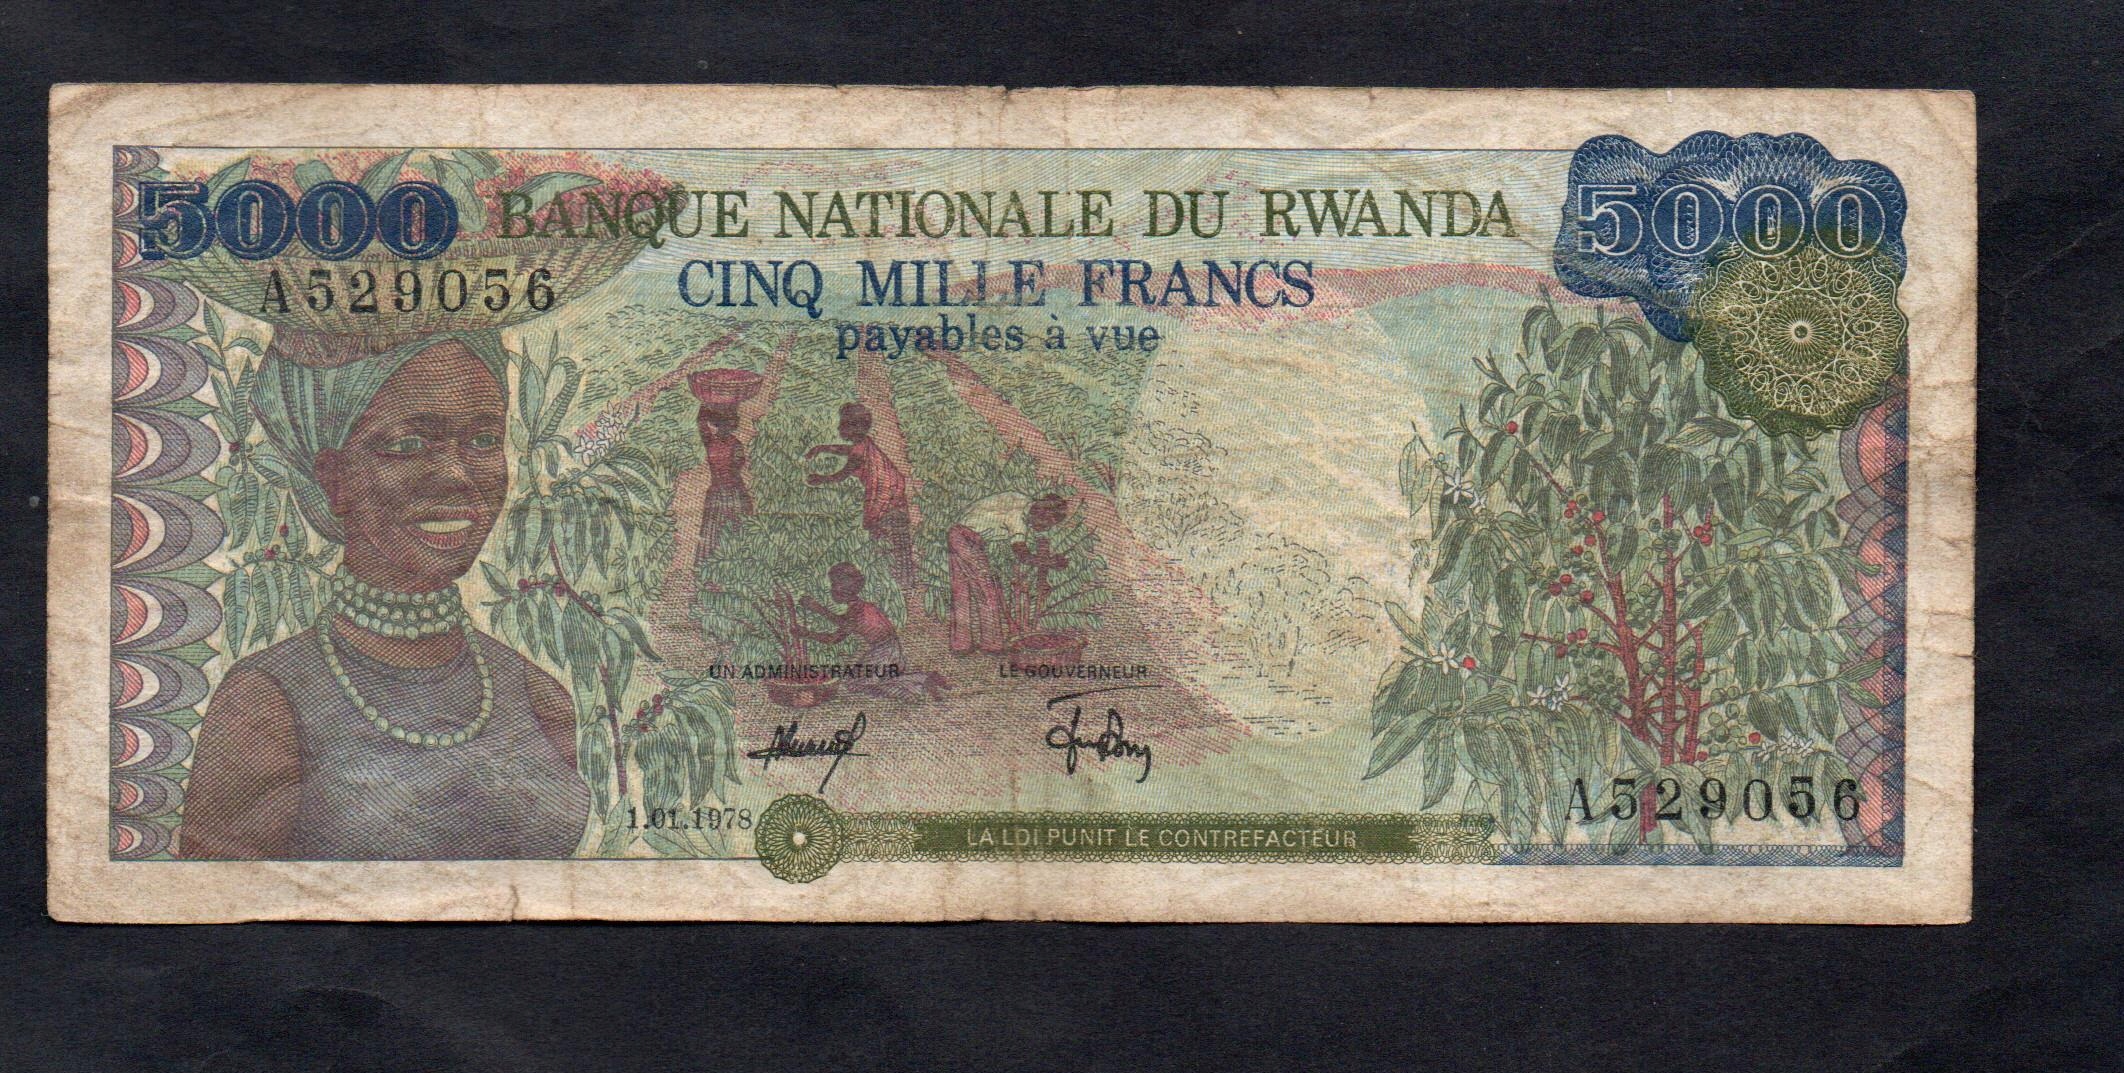 5000 BANQUE NATIONALE DU RWANDA 5000
A529056
CINQ MILLE FRANCS
payables à vue
UN ADMINISTRATEUR LE GOUVERNEUR
1.01.1978
A529056
LA LOI PUNIT LE CONTREFACTEUR